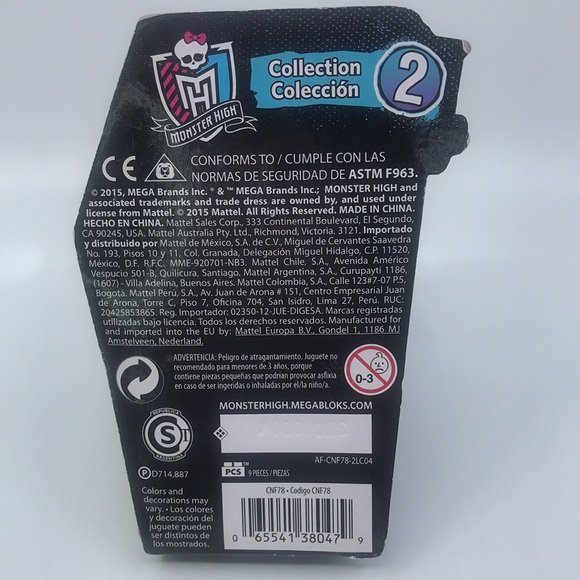 MONSTER HIGH
Collection
Colección
2
CE
CONFORMS TO / CUMPLE CON LAS
NORMAS DE SEGURIDAD DE ASTM F963.
© 2015, MEGA Brands Inc. ® & ™ MEGA Brands Inc.; MONSTER HIGH and
associated trademarks and trade dress are owned by, and used under
license from Mattel. © 2015 Mattel. All Rights Reserved. MADE IN CHINA.
HECHO EN CHINA. Mattel Sales Corp., 333 Continental Boulevard, El Segundo,
CA 90245, USA. Mattel Australia Pty. Ltd., Richmond, Victoria. 3121. Importado
y distribuido por Mattel de México, S.A. de C.V., Miguel de Cervantes Saavedra
No. 193, Pisos 10 y 11, Col. Granada, Delegación Miguel Hidalgo, C.P. 11520,
México, D.F. R.F.C. MME-920701-NB3. Mattel Chile, S.A., Avenida Américo
Vespucio 501-B, Quilicura, Santiago. Mattel Argentina, S.A., Curupaytí 1186,
(1607) - Villa Adelina, Buenos Aires. Mattel Colombia, S.A., Calle 123#7-07 P.5,
Bogotá. Mattel Perú, S.A., Av. Juan de Arona # 151, Centro Empresarial Juan
de Arona, Torre C, Piso 7, Oficina 704, San Isidro, Lima 27, Perú. RUC:
20425853865. Reg. Importador: 02350-12-JUE-DIGESA. Marcas registradas
utilizadas bajo licencia. Todos los derechos reservados. Manufactured for
and imported into the EU by: Mattel Europa B.V., Gondel 1, 1186 MJ
Amstelveen, Nederland.
ADVERTENCIA: Peligro de atragantamiento. Juguete no
recomendado para menores de 3 años, porque
contiene piezas pequeñas que podrían provocar asfixia
en caso de ser ingeridas o inhaladas por el/la niño/a.
0-3
MONSTERHIGH.MEGABLOKS.COM
REPUBLICA
S
ARGENTINA
AF-CNF78-2LC04
P D714,887
PCS 9 PIECES / PIEZAS
Colors and
decorations may
vary. • Los colores
y decoración del
juguete pueden
ser distintos de
los mostrados.
CNF78 • Codigo CNF78
0 65541 38047 9